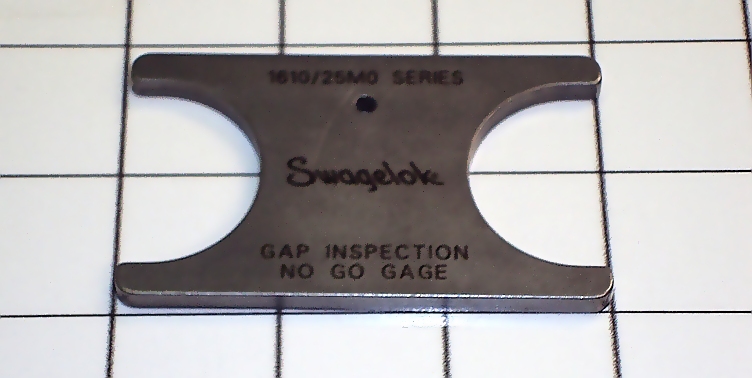 1610/25M0 SERIES
Swagelok
GAP INSPECTION
NO GO GAGE